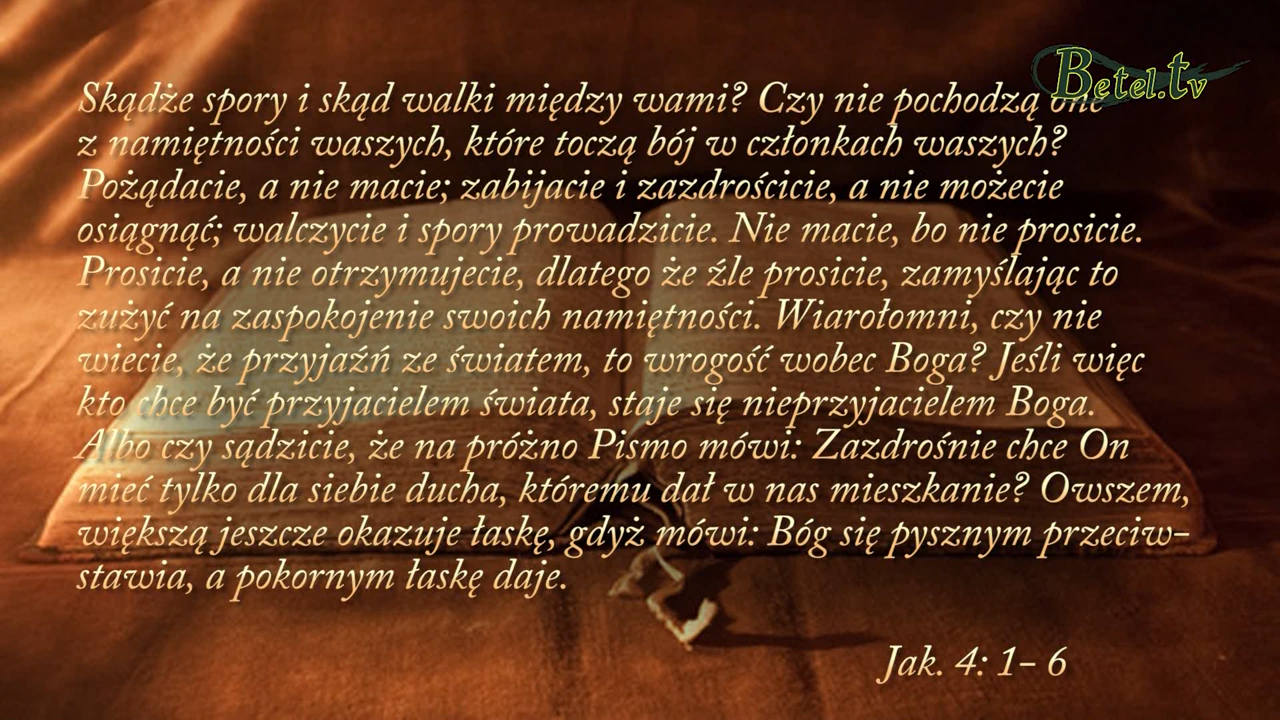 Betel.tv
Skądże spory i skąd walki między wami? Czy nie pochodzą one
z namiętności waszych, które toczą bój w członkach waszych?
Pożądacie, a nie macie; zabijacie i zazdrościcie, a nie możecie
osiągnąć; walczycie i spory prowadzicie. Nie macie, bo nie prosicie.
Prosicie, a nie otrzymujecie, dlatego że źle prosicie, zamyślając to
zużyć na zaspokojenie swoich namiętności. Wiarołomni, czy nie
wiecie, że przyjaźń ze światem, to wrogość wobec Boga? Jeśli więc
kto chce być przyjacielem świata, staje się nieprzyjacielem Boga.
Albo czy sądzicie, że na próżno Pismo mówi: Zazdrośnie chce On
mieć tylko dla siebie ducha, któremu dał w nas mieszkanie? Owszem,
większą jeszcze okazuje łaskę, gdyż mówi: Bóg się pysznym przeciw-
stawia, a pokornym łaskę daje.
Jak. 4: 1- 6